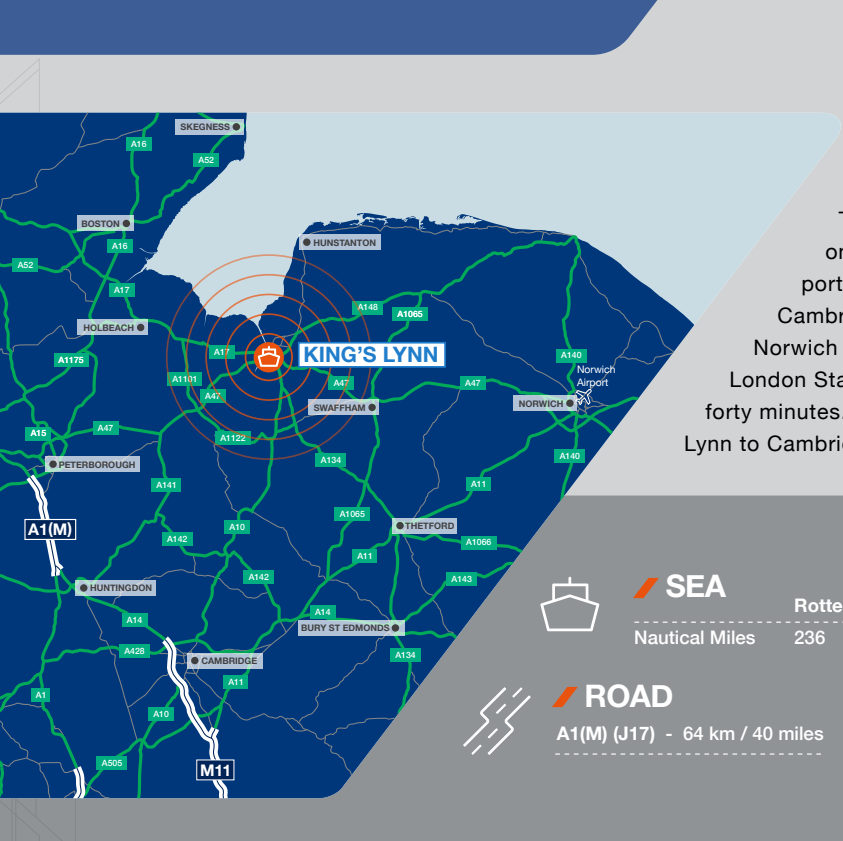 SKEGNESS
A16
A52
BOSTON
A16
HUNSTANTON
A52
A17
A148
A1065
HOLBEACH
A17
KING'S LYNN
A1175
A140
Norwich
Airport
A1101
A47
A47
A47
SWAFFHAM
NORWICH
A15
A47
A1122
A134
A140
PETERBOROUGH
A141
A11
A1065
A1(M)
A10
THETFORD
A142
A1066
A11
A142
A143
HUNTINGDON
A14
A14
BURY ST EDMONDS
A428
A134
CAMBRIDGE
A11
A1
A10
A505
M11
or
port
Cambr
Norwich
London Sta
forty minutes.
Lynn to Cambri
SEA
Rotte
Nautical Miles 236
ROAD
A1(M) (J17) - 64 km / 40 miles